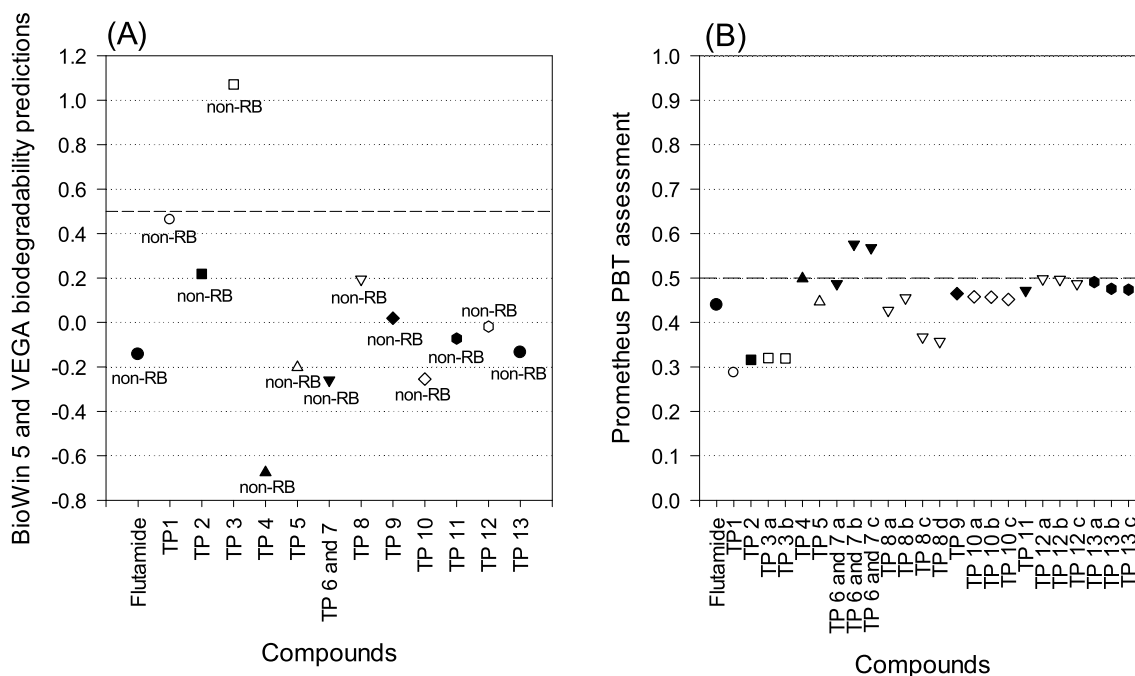 (A)
BioWin 5 and VEGA biodegradability predictions
1.2
1.0
0.8
0.6
0.4
0.2
0.0
-0.2
-0.4
-0.6
-0.8
non-RB
non-RB
non-RB
non-RB
non-RB
non-RB
non-RB
non-RB
non-RB
non-RB
non-RB
non-RB
non-RB
Flutamide
TP1
TP 2
TP 3
TP 4
TP 5
TP 6 and 7
TP 8
TP 9
TP 10
TP 11
TP 12
TP 13
Compounds
(B)
Prometheus PBT assessment
1.0
0.9
0.8
0.7
0.6
0.5
0.4
0.3
0.2
0.1
0.0
Flutamide
TP1
TP 2
TP 3 a
TP 3 b
TP 4
TP 5
TP 6 and 7 a
TP 6 and 7 b
TP 6 and 7 c
TP 8 a
TP 8 b
TP 8 c
TP 8 d
TP 9
TP 10 a
TP 10 b
TP 10 c
TP 11
TP 12 a
TP 12 b
TP 12 c
TP 13 a
TP 13 b
TP 13 c
Compounds